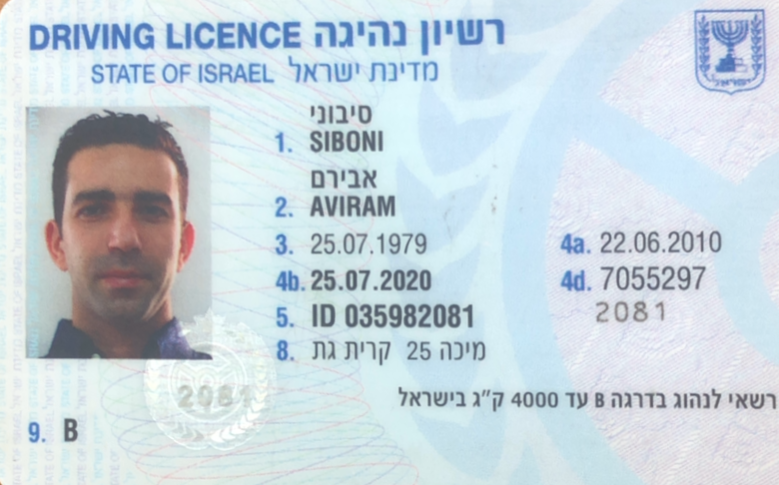 DRIVING LICENCE רשיון נהיגה
STATE OF ISRAEL מדינת ישראל
סיבוני
1. SIBONI
אבירם
2. AVIRAM
3. 25.07.1979
4a. 22.06.2010
4b. 25.07.2020
4d. 7055297
5. ID 035982081
2081
8. מיכה 25 קרית גת
2081
רשאי לנהוג בדרגה B עד 4000 ק"ג בישראל
9. B